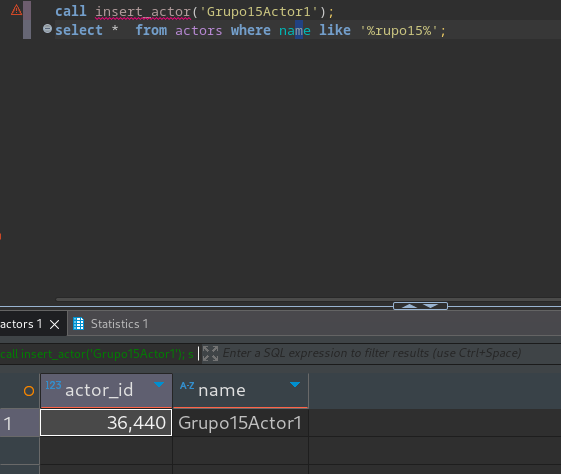 call insert_actor('Grupo15Actor1');
select *  from actors where name like '%rupo15%';
actors 1
Statistics 1
call insert_actor('Grupo15Actor1'); s
Enter a SQL expression to filter results (use Ctrl+Space)
123 actor_id
A-Z name
1 36,440 Grupo15Actor1